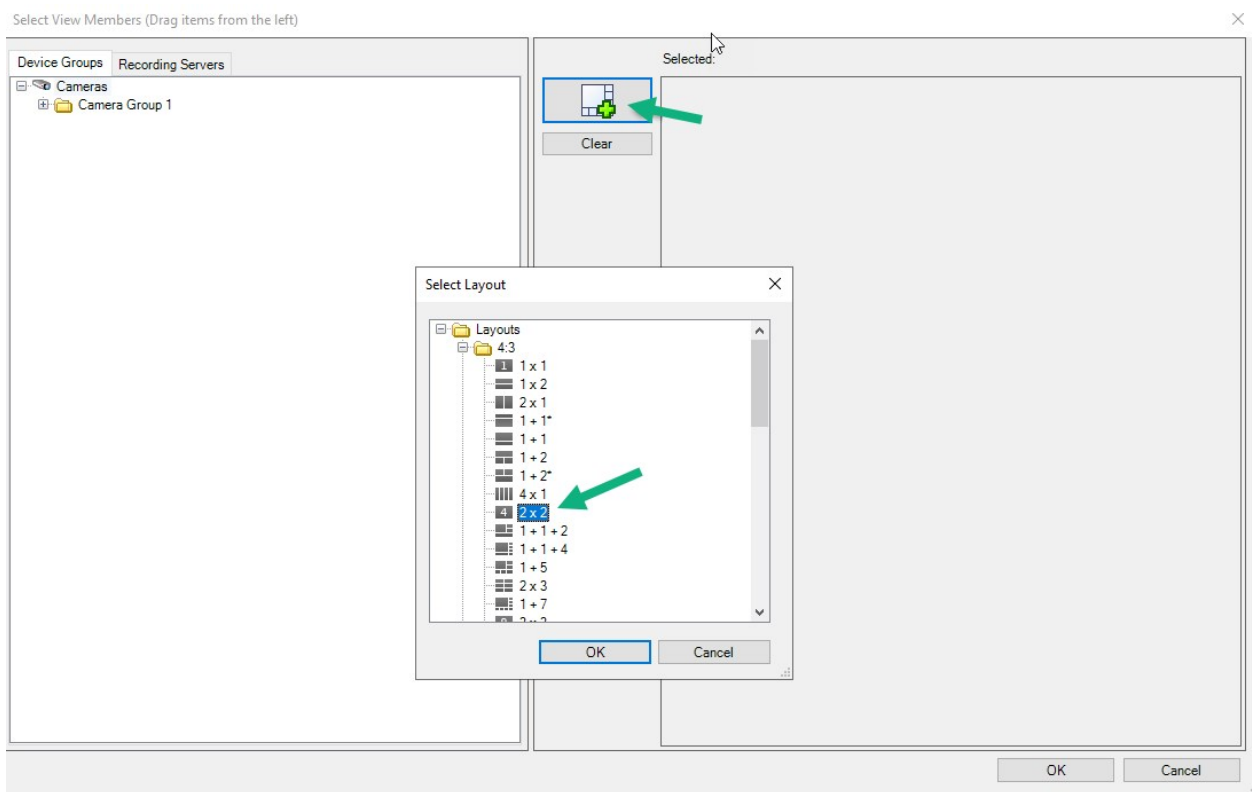 Select View Members (Drag items from the left)
Device Groups
Recording Servers
Cameras
Camera Group 1
Selected:
Clear
Select Layout
Layouts
4:3
1
1 x 1
1 x 2
2 x 1
1 + 1*
1 + 1
1 + 2
1 + 2*
4 x 1
4
2 x 2
1 + 1 + 2
1 + 1 + 4
1 + 5
2 x 3
1 + 7
OK
Cancel
OK
Cancel